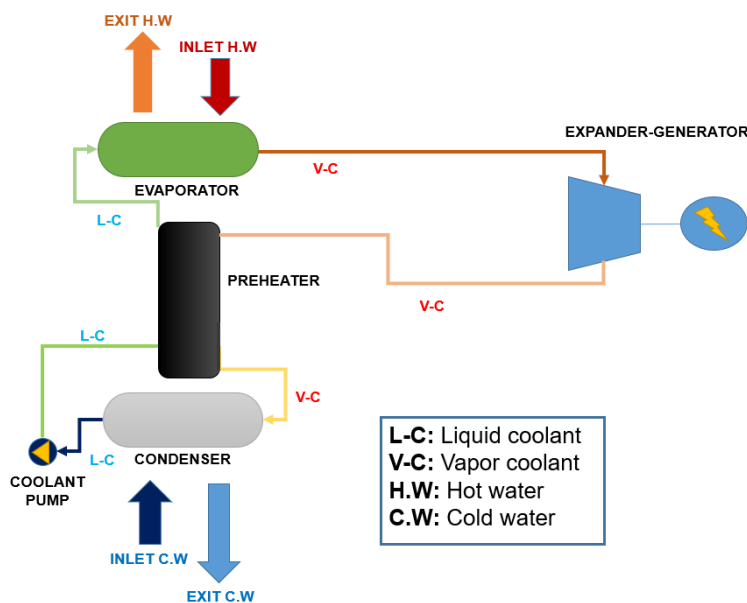 EXIT H.W
INLET H.W
EXPANDER-GENERATOR
EVAPORATOR
V-C
L-C
PREHEATER
V-C
L-C
V-C
CONDENSER
L-C
COOLANT
PUMP
INLET C.W
EXIT C.W
L-C: Liquid coolant
V-C: Vapor coolant
H.W: Hot water
C.W: Cold water